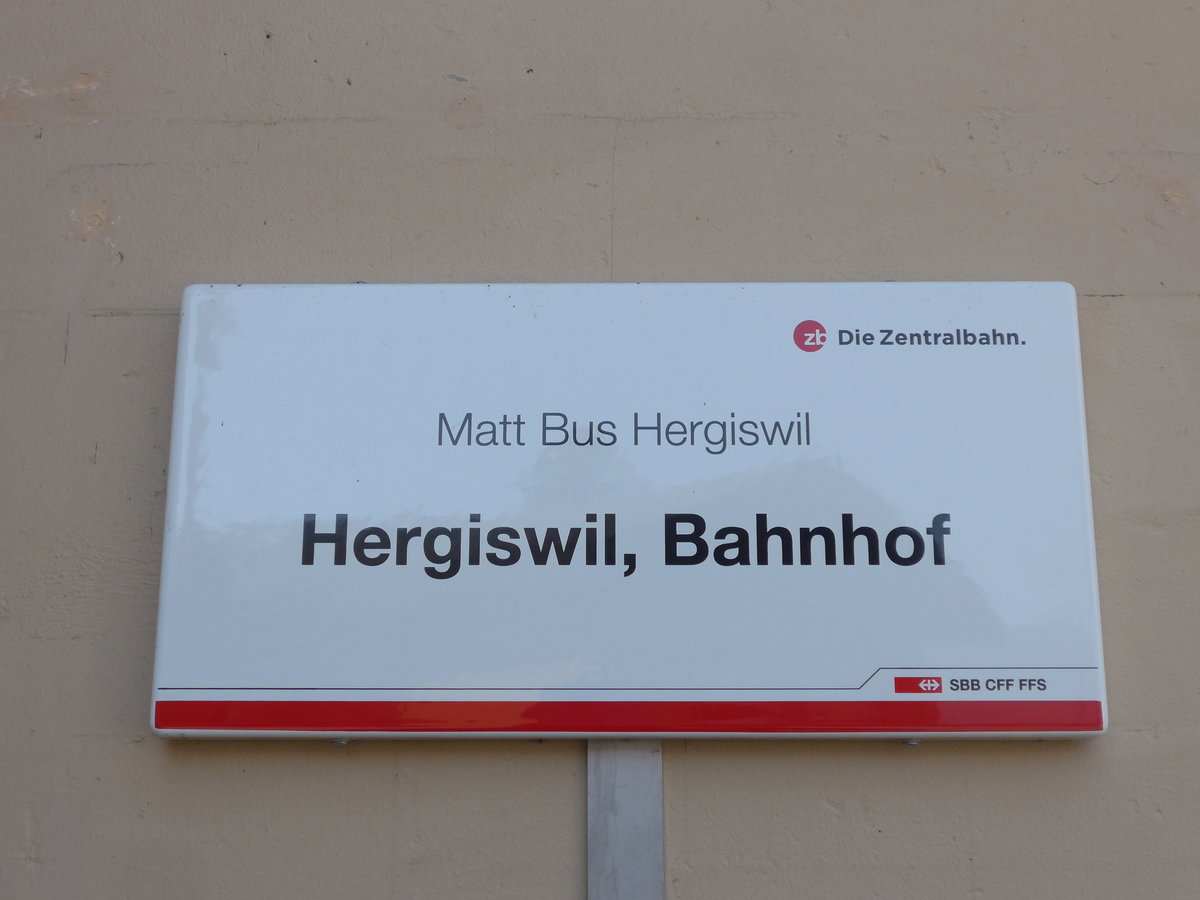 zb Die Zentralbahn.
Matt Bus Hergiswil
Hergiswil, Bahnhof
SBB CFF FFS